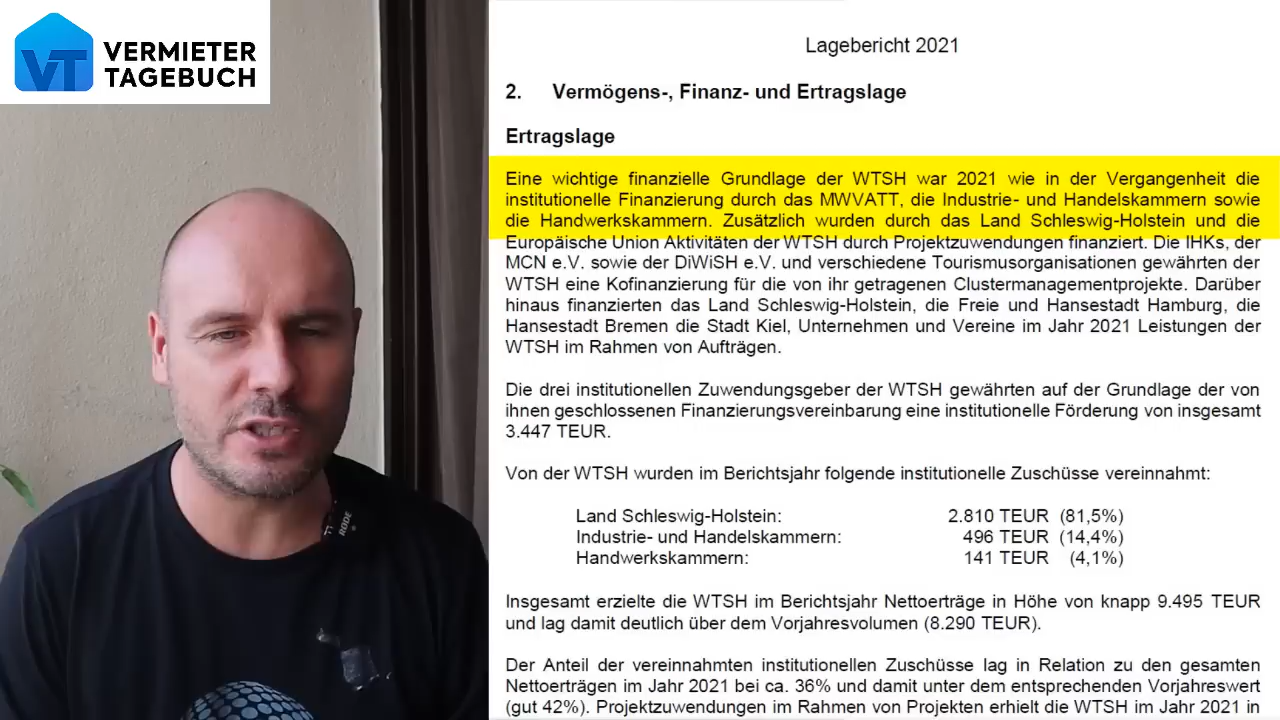 VT
VERMIETER
TAGEBUCH
Lagebericht 2021
2. Vermögens-, Finanz- und Ertragslage
Ertragslage
Eine wichtige finanzielle Grundlage der WTSH war 2021 wie in der Vergangenheit die
institutionelle Finanzierung durch das MWVATT, die Industrie- und Handelskammern sowie
die Handwerkskammern. Zusätzlich wurden durch das Land Schleswig-Holstein und die
Europäische Union Aktivitäten der WTSH durch Projektzuwendungen finanziert. Die IHKs, der
MCN e.V. sowie der DiWiSH e.V. und verschiedene Tourismusorganisationen gewährten der
WTSH eine Kofinanzierung für die von ihr getragenen Clustermanagementprojekte. Darüber
hinaus finanzierten das Land Schleswig-Holstein, die Freie und Hansestadt Hamburg, die
Hansestadt Bremen die Stadt Kiel, Unternehmen und Vereine im Jahr 2021 Leistungen der
WTSH im Rahmen von Aufträgen.
Die drei institutionellen Zuwendungsgeber der WTSH gewährten auf der Grundlage der von
ihnen geschlossenen Finanzierungsvereinbarung eine institutionelle Förderung von insgesamt
3.447 TEUR.
Von der WTSH wurden im Berichtsjahr folgende institutionelle Zuschüsse vereinnahmt:
Land Schleswig-Holstein: 2.810 TEUR (81,5%)
Industrie- und Handelskammern: 496 TEUR (14,4%)
Handwerkskammern: 141 TEUR (4,1%)
Insgesamt erzielte die WTSH im Berichtsjahr Nettoerträge in Höhe von knapp 9.495 TEUR
und lag damit deutlich über dem Vorjahresvolumen (8.290 TEUR).
Der Anteil der vereinnahmten institutionellen Zuschüsse lag in Relation zu den gesamten
Nettoerträgen im Jahr 2021 bei ca. 36% und damit unter dem entsprechenden Vorjahreswert
(gut 42%). Projektzuwendungen im Rahmen von Projekten erhielt die WTSH im Jahr 2021 in
RØDE